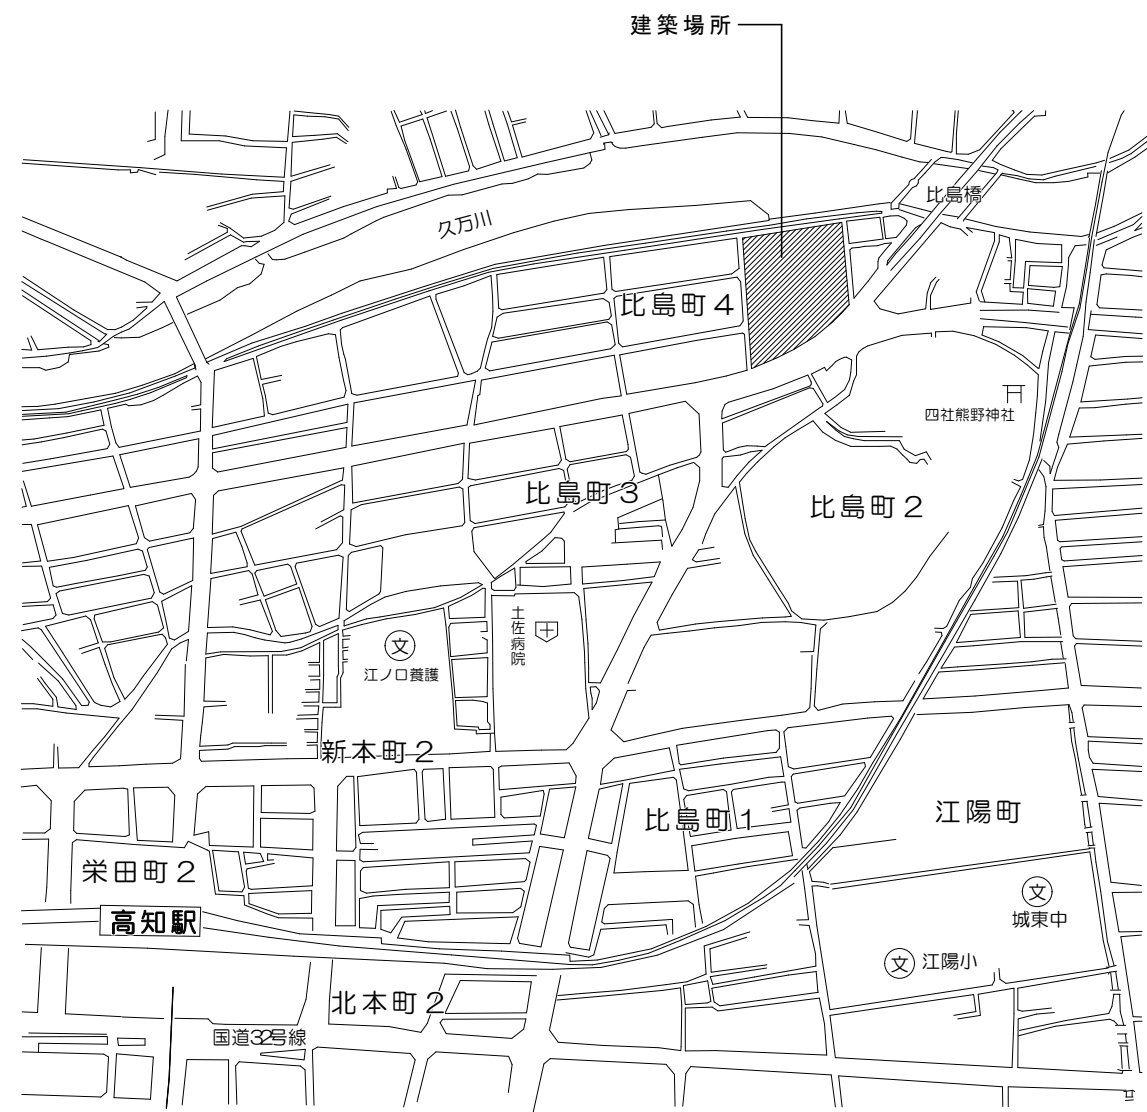 建築場所
比島橋
久万川
比島町4
四社熊野神社
比島町3
比島町2
土佐病院
文
江ノ口養護
新本町2
比島町1
江陽町
栄田町2
文
城東中
高知駅
文 江陽小
北本町2
国道32号線